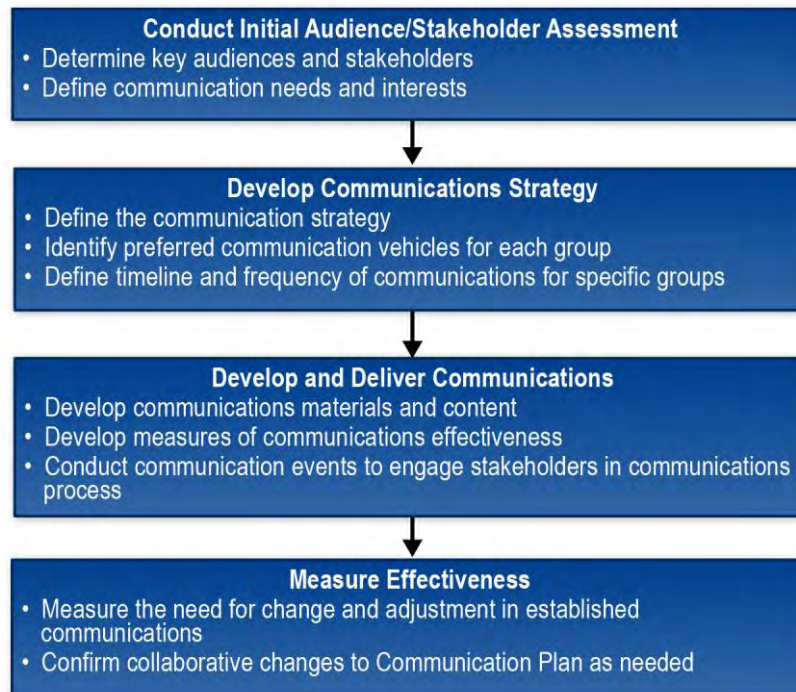 Conduct Initial Audience/Stakeholder Assessment
• Determine key audiences and stakeholders
• Define communication needs and interests
Develop Communications Strategy
• Define the communication strategy
• Identify preferred communication vehicles for each group
• Define timeline and frequency of communications for specific groups
Develop and Deliver Communications
• Develop communications materials and content
• Develop measures of communications effectiveness
• Conduct communication events to engage stakeholders in communications
process
Measure Effectiveness
• Measure the need for change and adjustment in established
communications
• Confirm collaborative changes to Communication Plan as needed